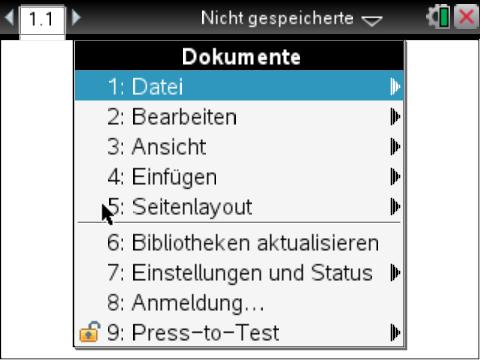 1.1 Nicht gespeicherte
Dokumente
1: Datei
2: Bearbeiten
3: Ansicht
4: Einfügen
5: Seitenlayout
6: Bibliotheken aktualisieren
7: Einstellungen und Status
8: Anmeldung...
9: Press-to-Test